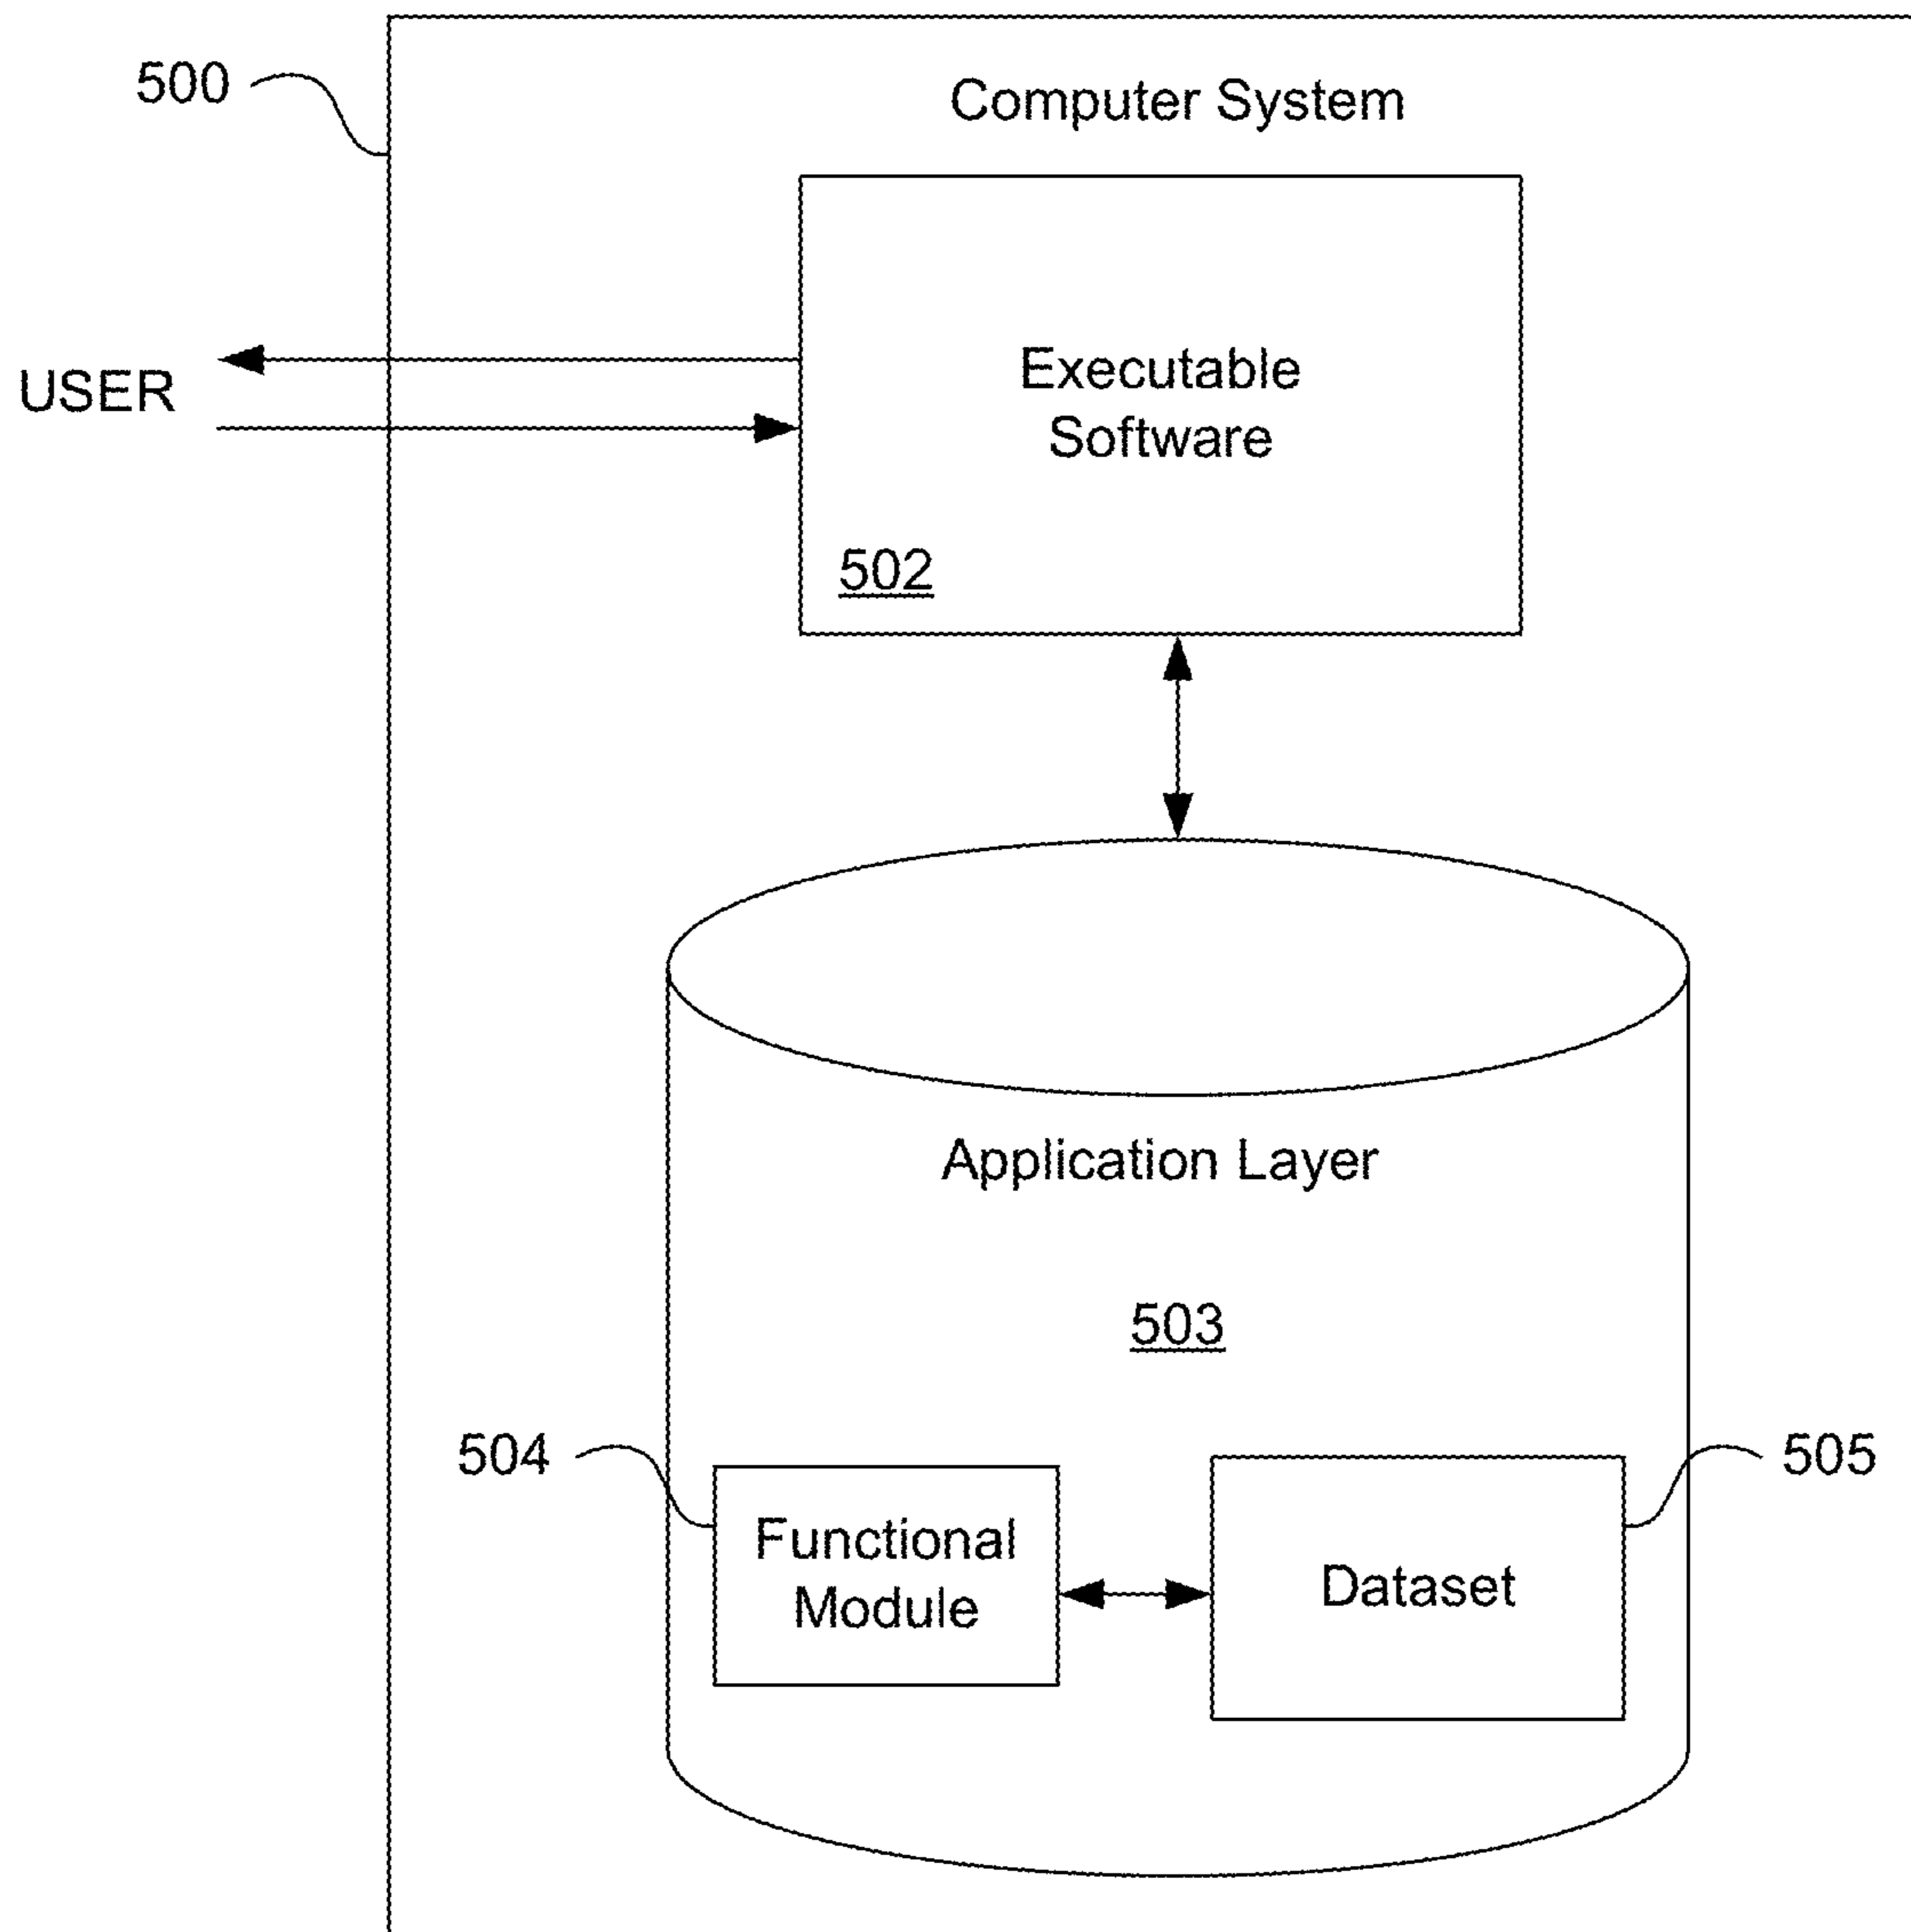 500
Computer System
USER
Executable
Software
502
Application Layer
503
504
505
Functional
Module
Dataset